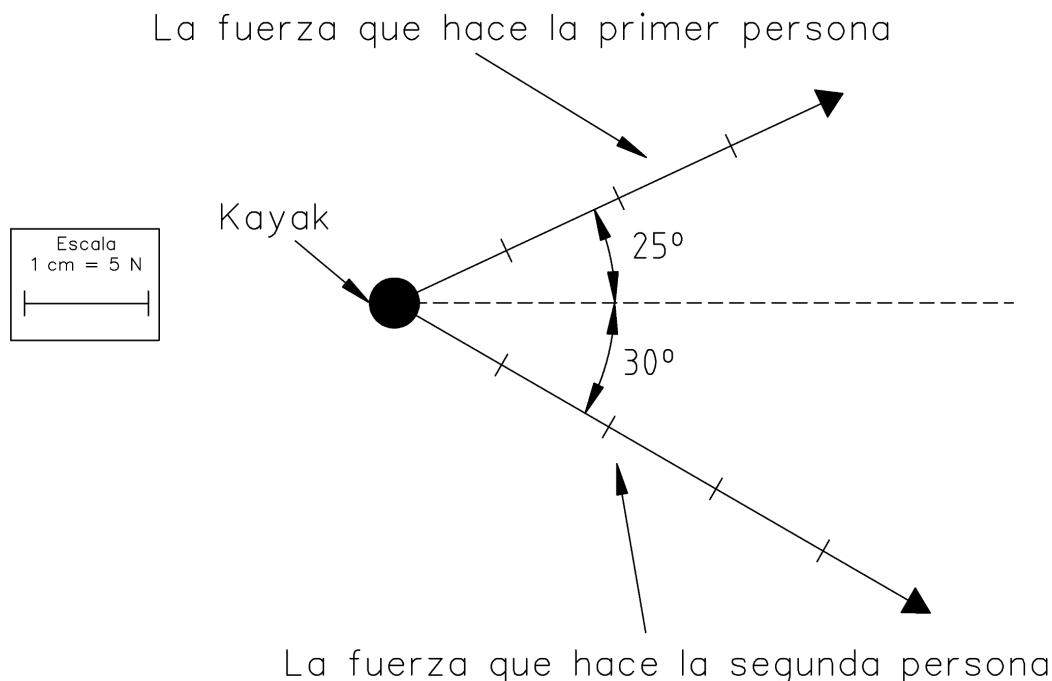 La fuerza que hace la primer persona
Kayak
Escala
1 cm = 5 N
25º
30º
La fuerza que hace la segunda persona